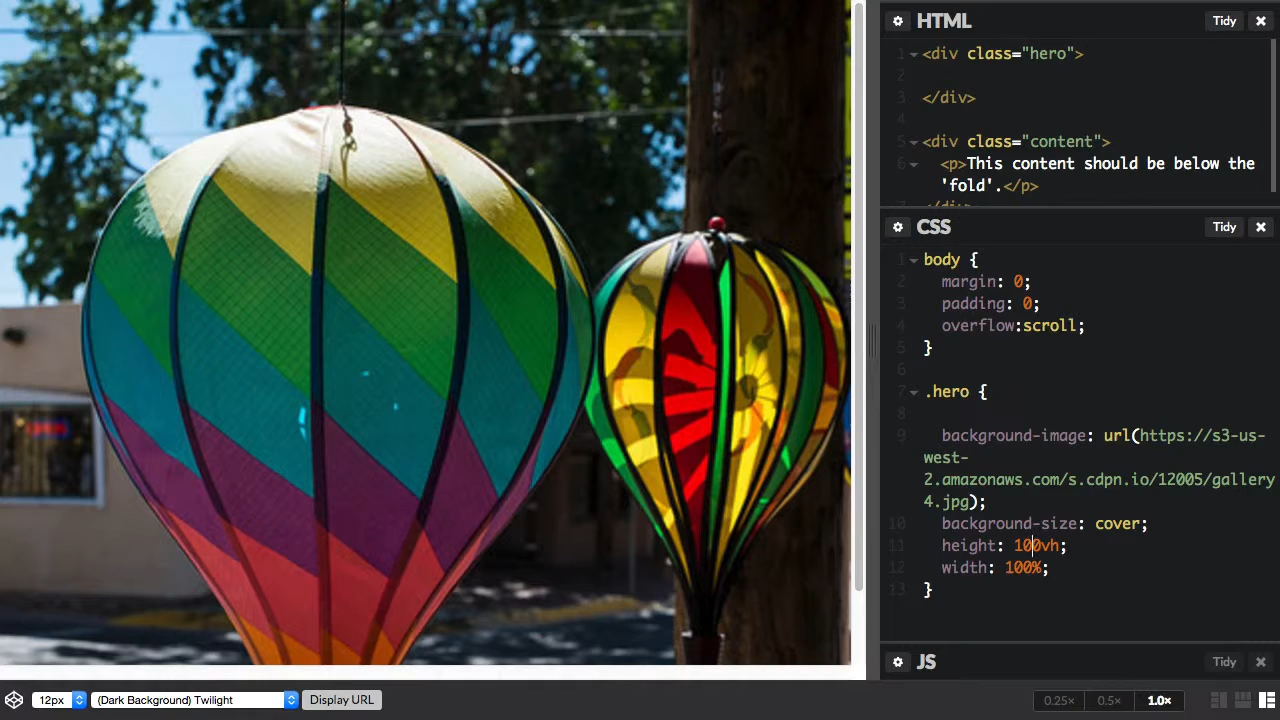 HTML
Tidy
1
<div class="hero">
2
3
</div>
4
5
<div class="content">
6
<p>This content should be below the
'fold'.</p>
7
</div>
CSS
Tidy
1
body {
2
margin: 0;
3
padding: 0;
4
overflow:scroll;
5
}
6
7
.hero {
8
9
background-image: url(https://s3-us-
west-
2.amazonaws.com/s.cdpn.io/12005/gallery
4.jpg);
10
background-size: cover;
11
height: 100vh;
12
width: 100%;
13
}
JS
Tidy
12px
(Dark Background) Twilight
Display URL
0.25×
0.5×
1.0×